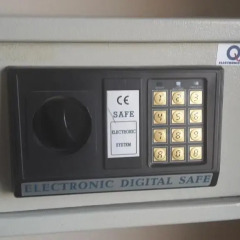 Q
CE
SAFE
ELECTRONIC
SYSTEM
ELECTRONIC DIGITAL SAFE